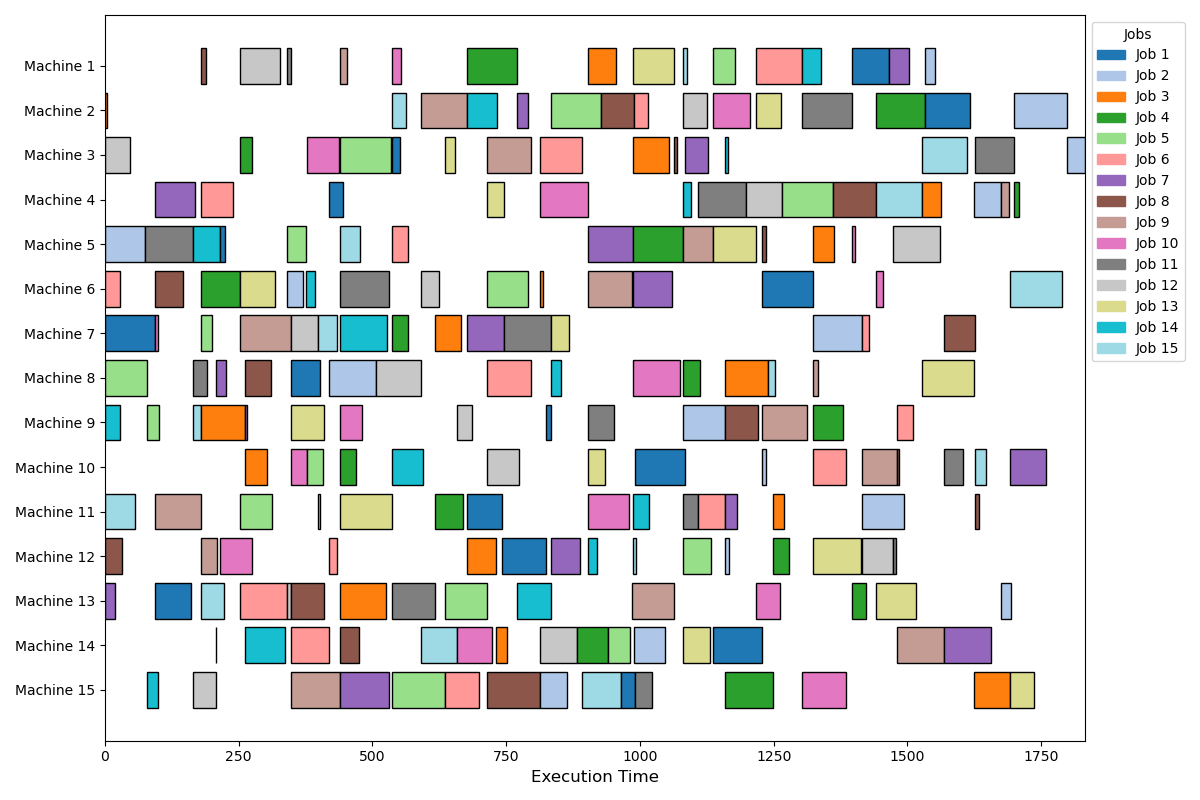 Machine 1
Machine 2
Machine 3
Machine 4
Machine 5
Machine 6
Machine 7
Machine 8
Machine 9
Machine 10
Machine 11
Machine 12
Machine 13
Machine 14
Machine 15
0 250 500 750 1000 1250 1500 1750
Execution Time
Jobs
Job 1
Job 2
Job 3
Job 4
Job 5
Job 6
Job 7
Job 8
Job 9
Job 10
Job 11
Job 12
Job 13
Job 14
Job 15